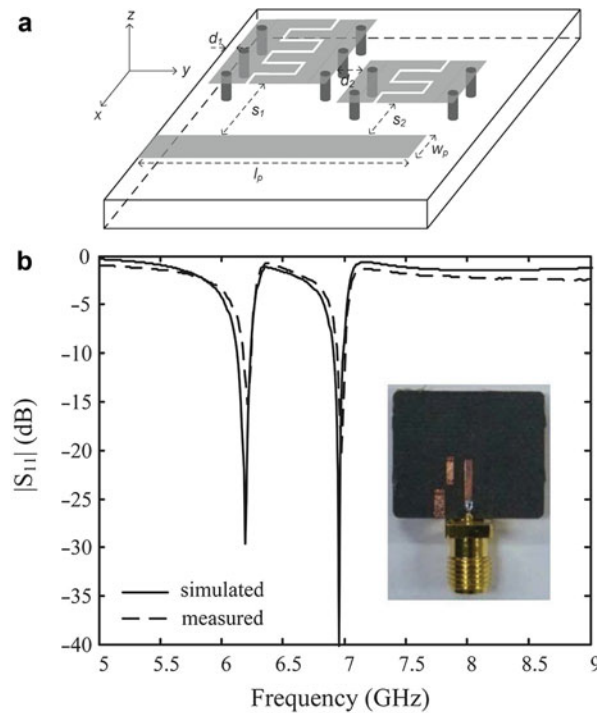 a
z
y
x
d₁
d₂
s₁
s₂
wₚ
lₚ
b
|S₁₁| (dB)
0
−5
−10
−15
−20
−25
−30
−35
−40
simulated
measured
5 5.5 6 6.5 7 7.5 8 8.5 9
Frequency (GHz)